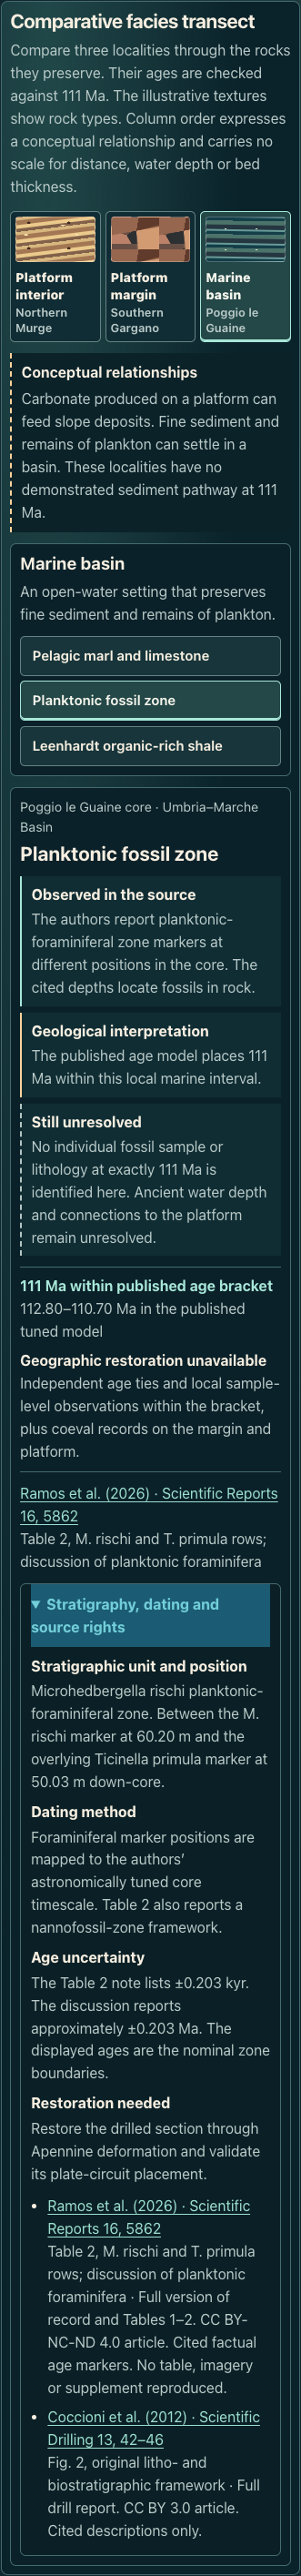 Comparative facies transect
Compare three localities through the rocks
they preserve. Their ages are checked
against 111 Ma. The illustrative textures
show rock types. Column order expresses
a conceptual relationship and carries no
scale for distance, water depth or bed
thickness.
Platform
interior
Northern
Murge
Platform
margin
Southern
Gargano
Marine
basin
Poggio le
Guaine
Conceptual relationships
Carbonate produced on a platform can
feed slope deposits. Fine sediment and
remains of plankton can settle in a
basin. These localities have no
demonstrated sediment pathway at 111
Ma.
Marine basin
An open-water setting that preserves
fine sediment and remains of plankton.
Pelagic marl and limestone
Planktonic fossil zone
Leenhardt organic-rich shale
Poggio le Guaine core · Umbria–Marche
Basin
Planktonic fossil zone
Observed in the source
The authors report planktonic-
foraminiferal zone markers at
different positions in the core. The
cited depths locate fossils in rock.
Geological interpretation
The published age model places 111
Ma within this local marine interval.
Still unresolved
No individual fossil sample or
lithology at exactly 111 Ma is
identified here. Ancient water depth
and connections to the platform
remain unresolved.
111 Ma within published age bracket
112.80–110.70 Ma in the published
tuned model
Geographic restoration unavailable
Independent age ties and local sample-
level observations within the bracket,
plus coeval records on the margin and
platform.
Ramos et al. (2026) · Scientific Reports
16, 5862
Table 2, M. rischi and T. primula rows;
discussion of planktonic foraminifera
▼ Stratigraphy, dating and
source rights
Stratigraphic unit and position
Microhedbergella rischi planktonic-
foraminiferal zone. Between the M.
rischi marker at 60.20 m and the
overlying Ticinella primula marker at
50.03 m down-core.
Dating method
Foraminiferal marker positions are
mapped to the authors’
astronomically tuned core
timescale. Table 2 also reports a
nannofossil-zone framework.
Age uncertainty
The Table 2 note lists ±0.203 kyr.
The discussion reports
approximately ±0.203 Ma. The
displayed ages are the nominal zone
boundaries.
Restoration needed
Restore the drilled section through
Apennine deformation and validate
its plate-circuit placement.
• Ramos et al. (2026) · Scientific
Reports 16, 5862
Table 2, M. rischi and T. primula
rows; discussion of planktonic
foraminifera · Full version of
record and Tables 1–2. CC BY-
NC-ND 4.0 article. Cited factual
age markers. No table, imagery
or supplement reproduced.
• Coccioni et al. (2012) · Scientific
Drilling 13, 42–46
Fig. 2, original litho- and
biostratigraphic framework · Full
drill report. CC BY 3.0 article.
Cited descriptions only.